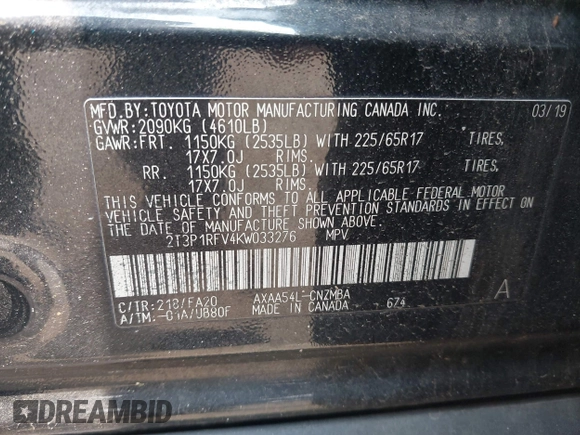 MFD.BY:TOYOTA MOTOR MANUFACTURING CANADA INC. 03/19
GVWR:2090KG (4610LB)
GAWR:FRT. 1150KG (2535LB) WITH 225/65R17 TIRES,
17X7.0J RIMS.
RR. 1150KG (2535LB) WITH 225/65R17 TIRES,
17X7.0J RIMS.
THIS VEHICLE CONFORMS TO ALL APPLICABLE FEDERAL MOTOR
VEHICLE SAFETY AND THEFT PREVENTION STANDARDS IN EFFECT ON
THE DATE OF MANUFACTURE SHOWN ABOVE.
2T3P1RFV4KW033276 MPV
C/TR:218/FA20 AXAA54L-CNZMBA A
A/TM:-01A/UB80F MADE IN CANADA 674
DREAMBID